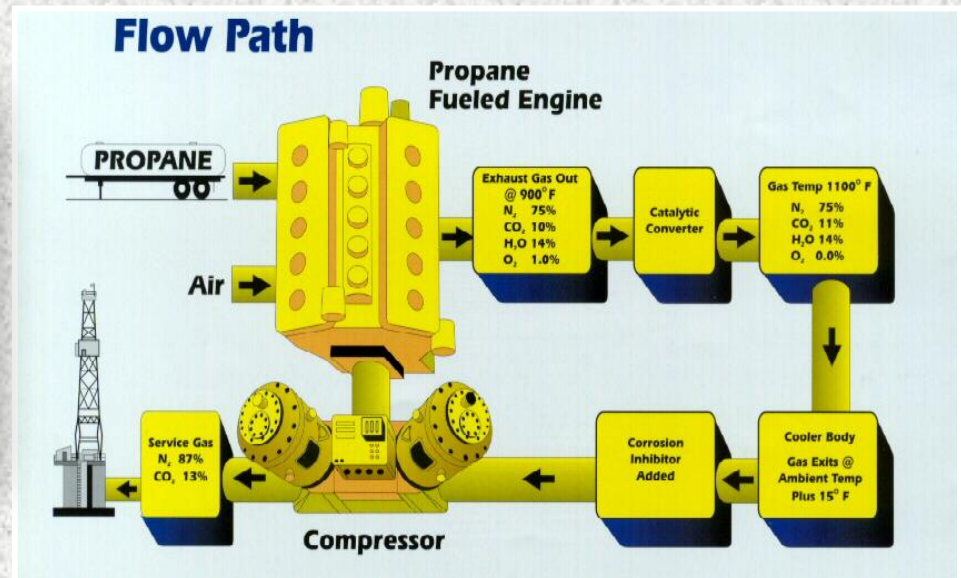 Flow Path
Propane
Fueled Engine
PROPANE
Air
Exhaust Gas Out
@ 900° F
N₂ 75%
CO₂ 10%
H₂O 14%
O₂ 1.0%
Catalytic
Converter
Gas Temp 1100° F
N₂ 75%
CO₂ 11%
H₂O 14%
O₂ 0.0%
Cooler Body
Gas Exits @
Ambient Temp
Plus 15° F
Corrosion
Inhibitor
Added
Compressor
Service Gas
N₂ 87%
CO₂ 13%